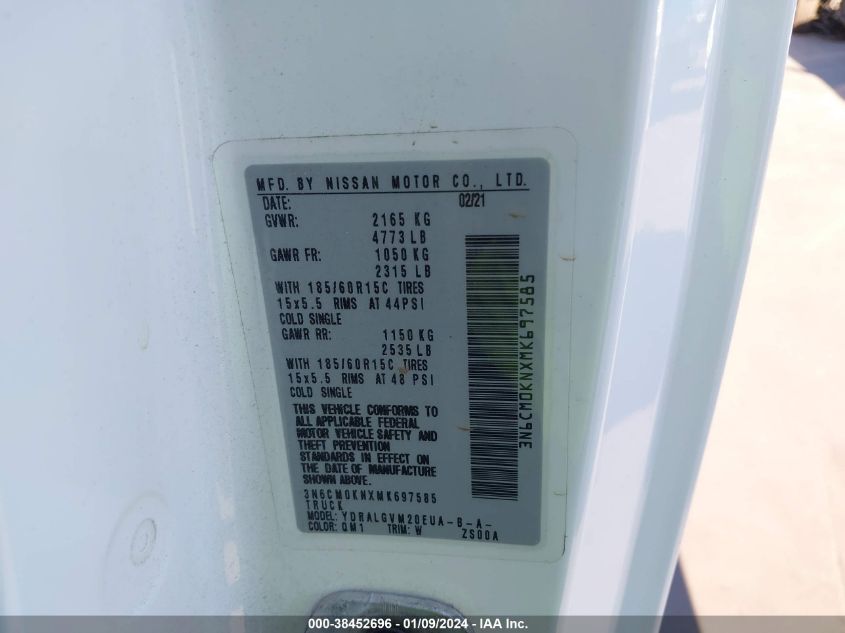 MFD. BY NISSAN MOTOR CO., LTD.
DATE: 02/21
GVWR: 2165 KG
4773 LB
GAWR FR: 1050 KG
2315 LB
WITH 185/60R15C TIRES
15x5.5 RIMS AT 44PSI
COLD SINGLE
GAWR RR: 1150 KG
2535 LB
WITH 185/60R15C TIRES
15x5.5 RIMS AT 48 PSI
COLD SINGLE
THIS VEHICLE CONFORMS TO
ALL APPLICABLE FEDERAL
MOTOR VEHICLE SAFETY AND
THEFT PREVENTION
STANDARDS IN EFFECT ON
THE DATE OF MANUFACTURE
SHOWN ABOVE.
3N6CM0KNXMK697585
TRUCK
MODEL: YDRALGVM20EUA-B-A-
COLOR: QM1 TRIM: W ZS00A
3N6CM0KNXMK697585
000-38452696 - 01/09/2024 - IAAI - Copart, Inc.